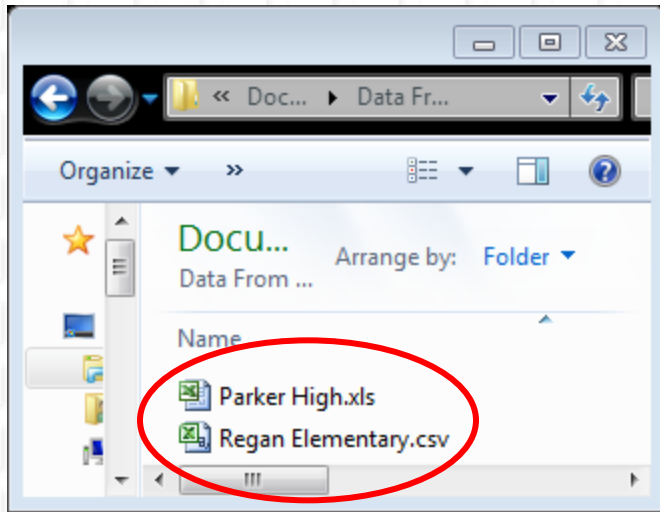 « Doc... ▸ Data Fr...
Organize »
Docu...
Data From ...
Arrange by: Folder
Name
Parker High.xls
Regan Elementary.csv